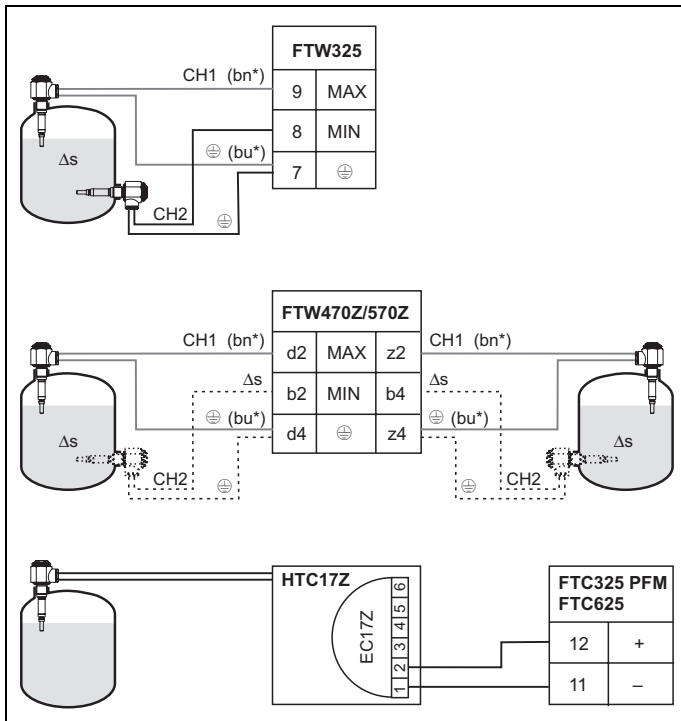 FTW325
CH1 (bn*)
9 MAX
8 MIN
Δs
⏚ (bu*)
7 ⏚
CH2
⏚
FTW470Z/570Z
CH1 (bn*)
d2 MAX z2
CH1 (bn*)
Δs
b2 MIN b4
Δs
⏚ (bu*)
d4 ⏚ z4
⏚ (bu*)
Δs
Δs
CH2
⏚
⏚
CH2
HTC17Z
EC17Z
6
5
4
3
2
1
FTC325 PFM
FTC625
12 +
11 –